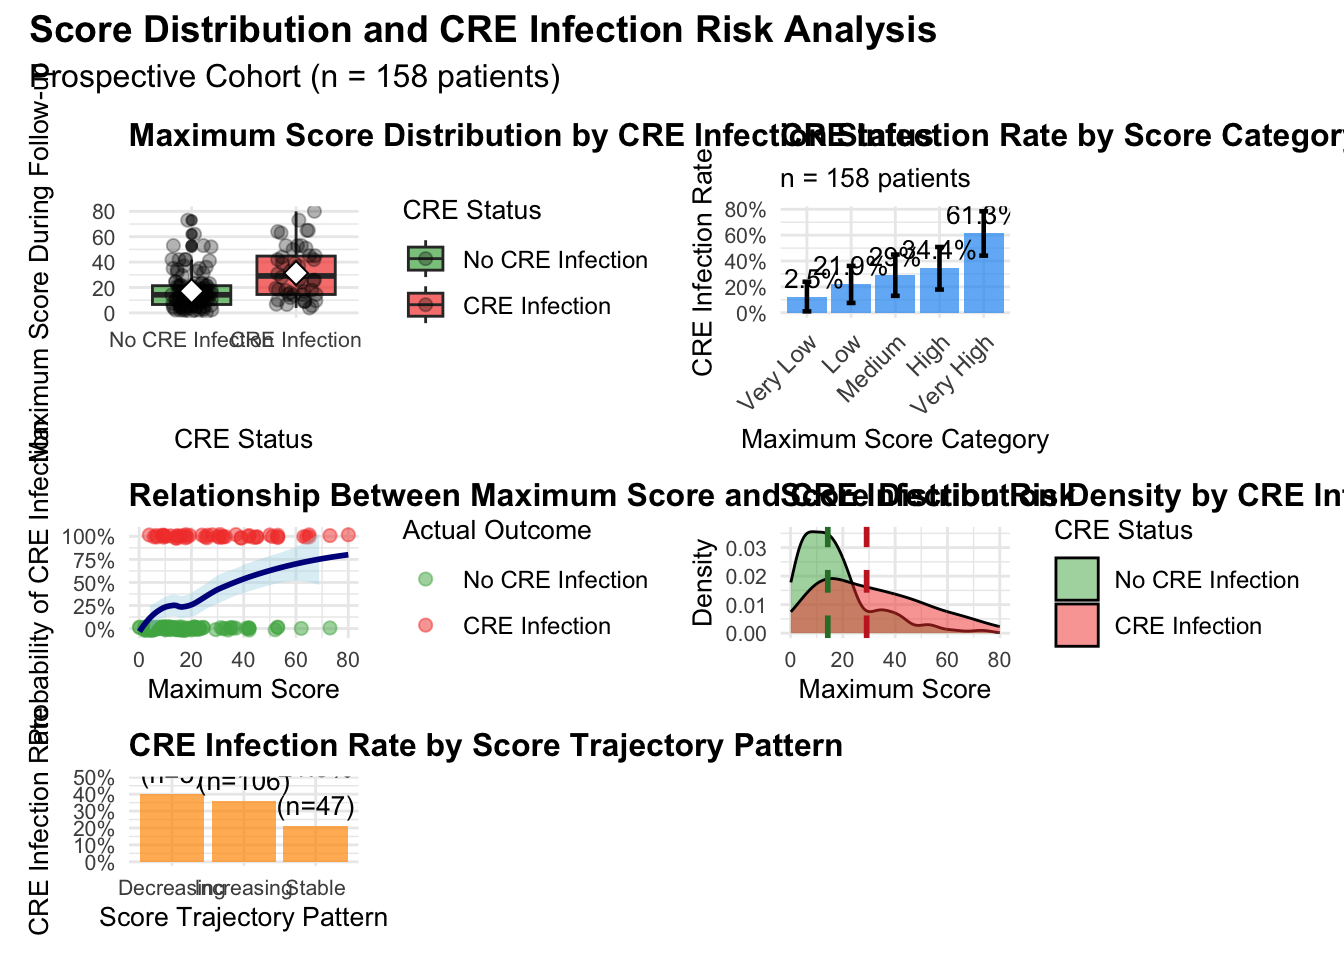 Score Distribution and CRE Infection Risk Analysis
Prospective Cohort (n = 158 patients)
Maximum Score Distribution by CRE Infection Status
Maximum Score During Follow-up
80
60
40
20
0
No CRE Infection
CRE Infection
CRE Status
CRE Status
No CRE Infection
CRE Infection
CRE Infection Rate by Score Category
n = 158 patients
CRE Infection Rate
80%
60%
40%
20%
0%
2.5%
21.9%
29%
34.4%
61.3%
Very Low
Low
Medium
High
Very High
Maximum Score Category
Relationship Between Maximum Score and CRE Infection Risk
Probability of CRE Infection
100%
75%
50%
25%
0%
0 20 40 60 80
Maximum Score
Actual Outcome
No CRE Infection
CRE Infection
Score Distribution Density by CRE Inf
Density
0.03
0.02
0.01
0.00
0 20 40 60 80
Maximum Score
CRE Status
No CRE Infection
CRE Infection
CRE Infection Rate by Score Trajectory Pattern
CRE Infection Rate
50%
40%
30%
20%
10%
0%
(n=106)
(n=47)
Decreasing
Increasing
Stable
Score Trajectory Pattern